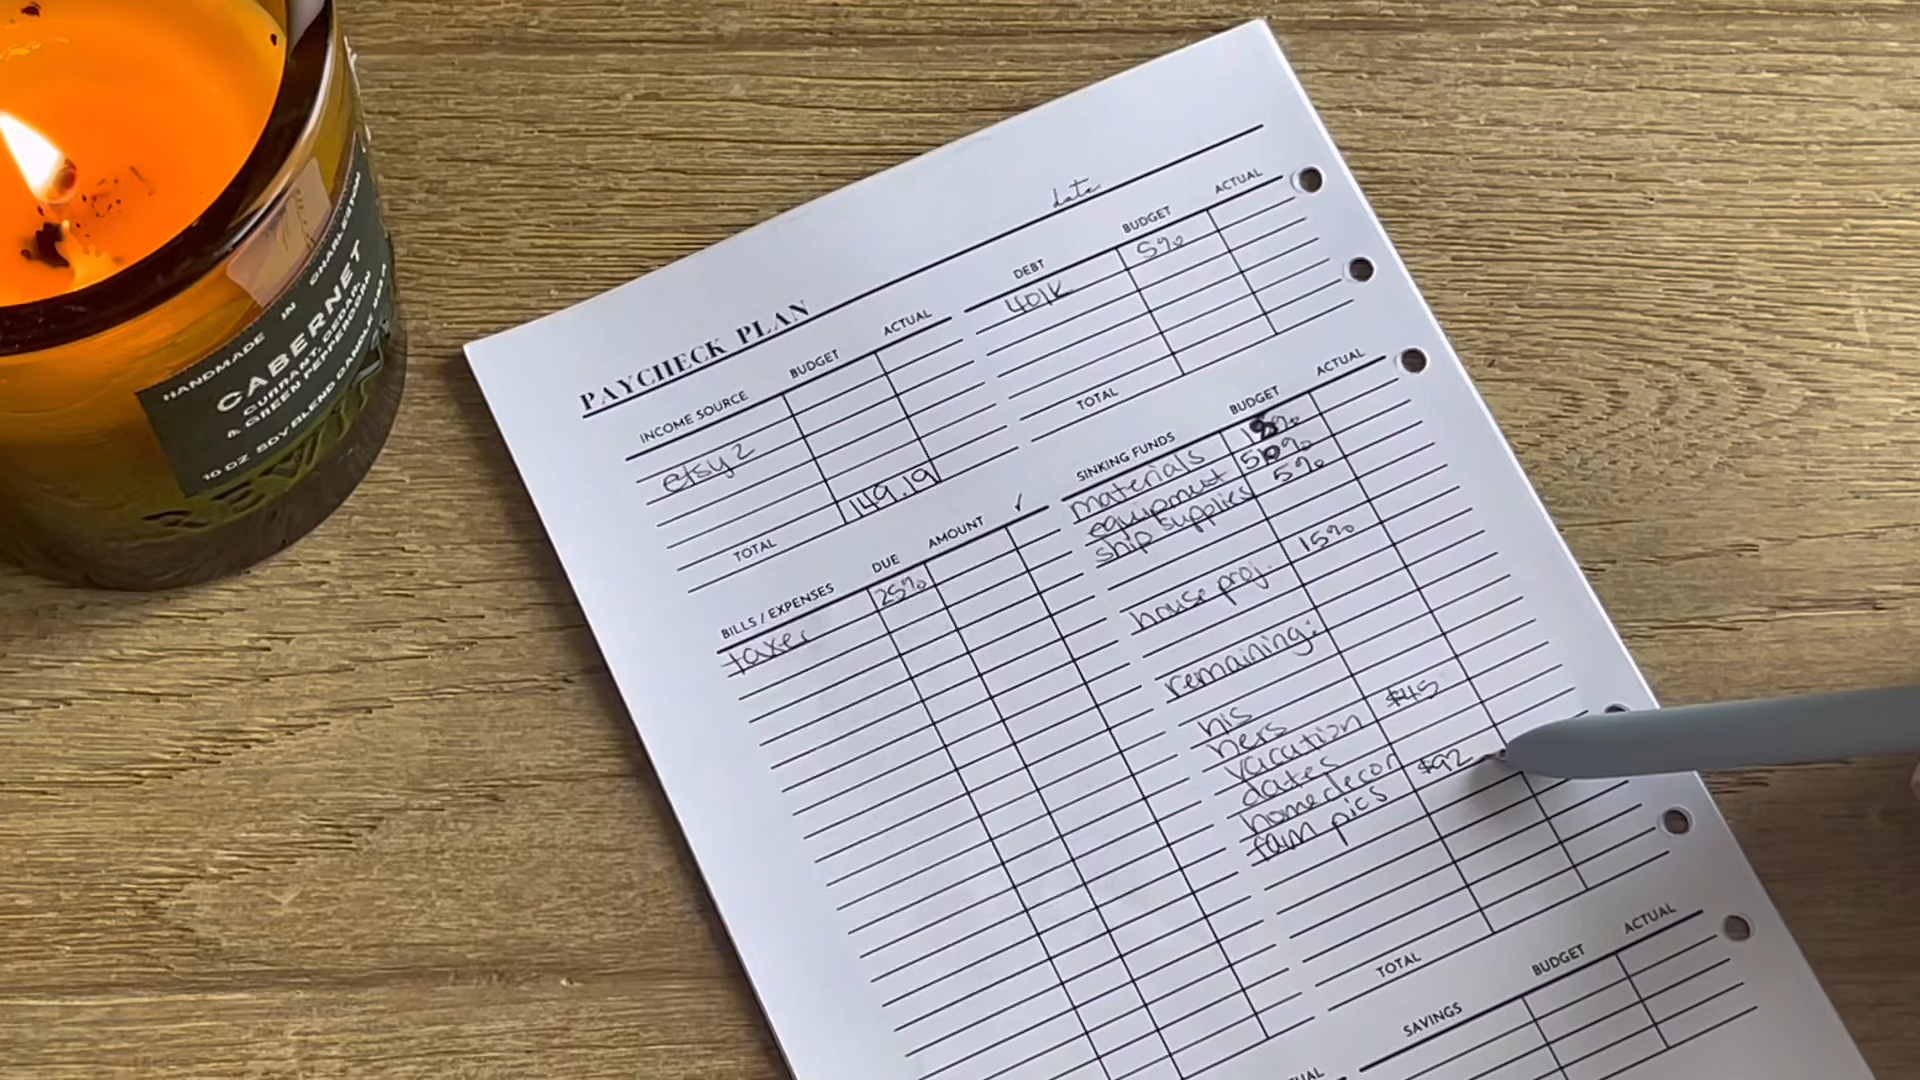 HANDMADE IN CHARLESTON
CABERNET
CURRANT, CEDAR,
& GREEN PEPPERCORN
10 OZ SOY BLEND CANDLE
PAYCHECK PLAN
date
INCOME SOURCE BUDGET ACTUAL
etsy 2
149.19
TOTAL
BILLS / EXPENSES DUE AMOUNT ✓
taxes 25%
DEBT BUDGET ACTUAL
401K 5%
TOTAL
SINKING FUNDS BUDGET ACTUAL
materials
equipment
ship supplies 5%
house proj. 15%
remaining:
his
hers
vacation $45
dates
home decor $92
fam pics
TOTAL
SAVINGS BUDGET ACTUAL